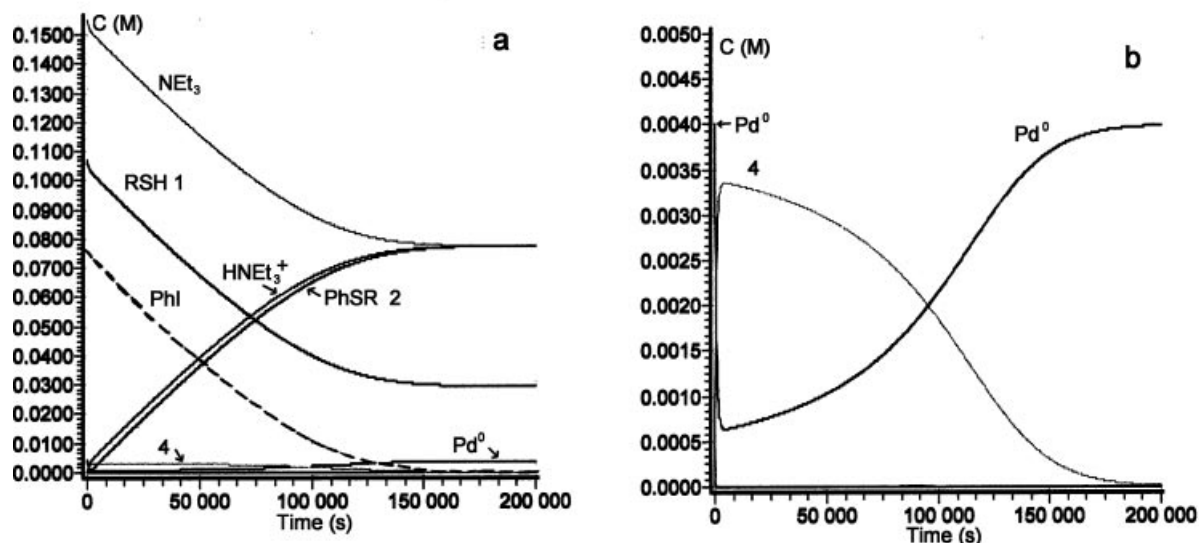 C (M)
a
0.1500
0.1400
0.1300
0.1200
0.1100
0.1000
0.0900
0.0800
0.0700
0.0600
0.0500
0.0400
0.0300
0.0200
0.0100
0.0000
NEt₃
RSH 1
PhI
HNEt₃⁺
PhSR 2
4
Pd⁰
0 50 000 100 000 150 000 200 000
Time (s)
C (M)
b
0.0050
0.0045
0.0040
0.0035
0.0030
0.0025
0.0020
0.0015
0.0010
0.0005
0.0000
Pd⁰
4
Pd⁰
0 50 000 100 000 150 000 200 000
Time (s)